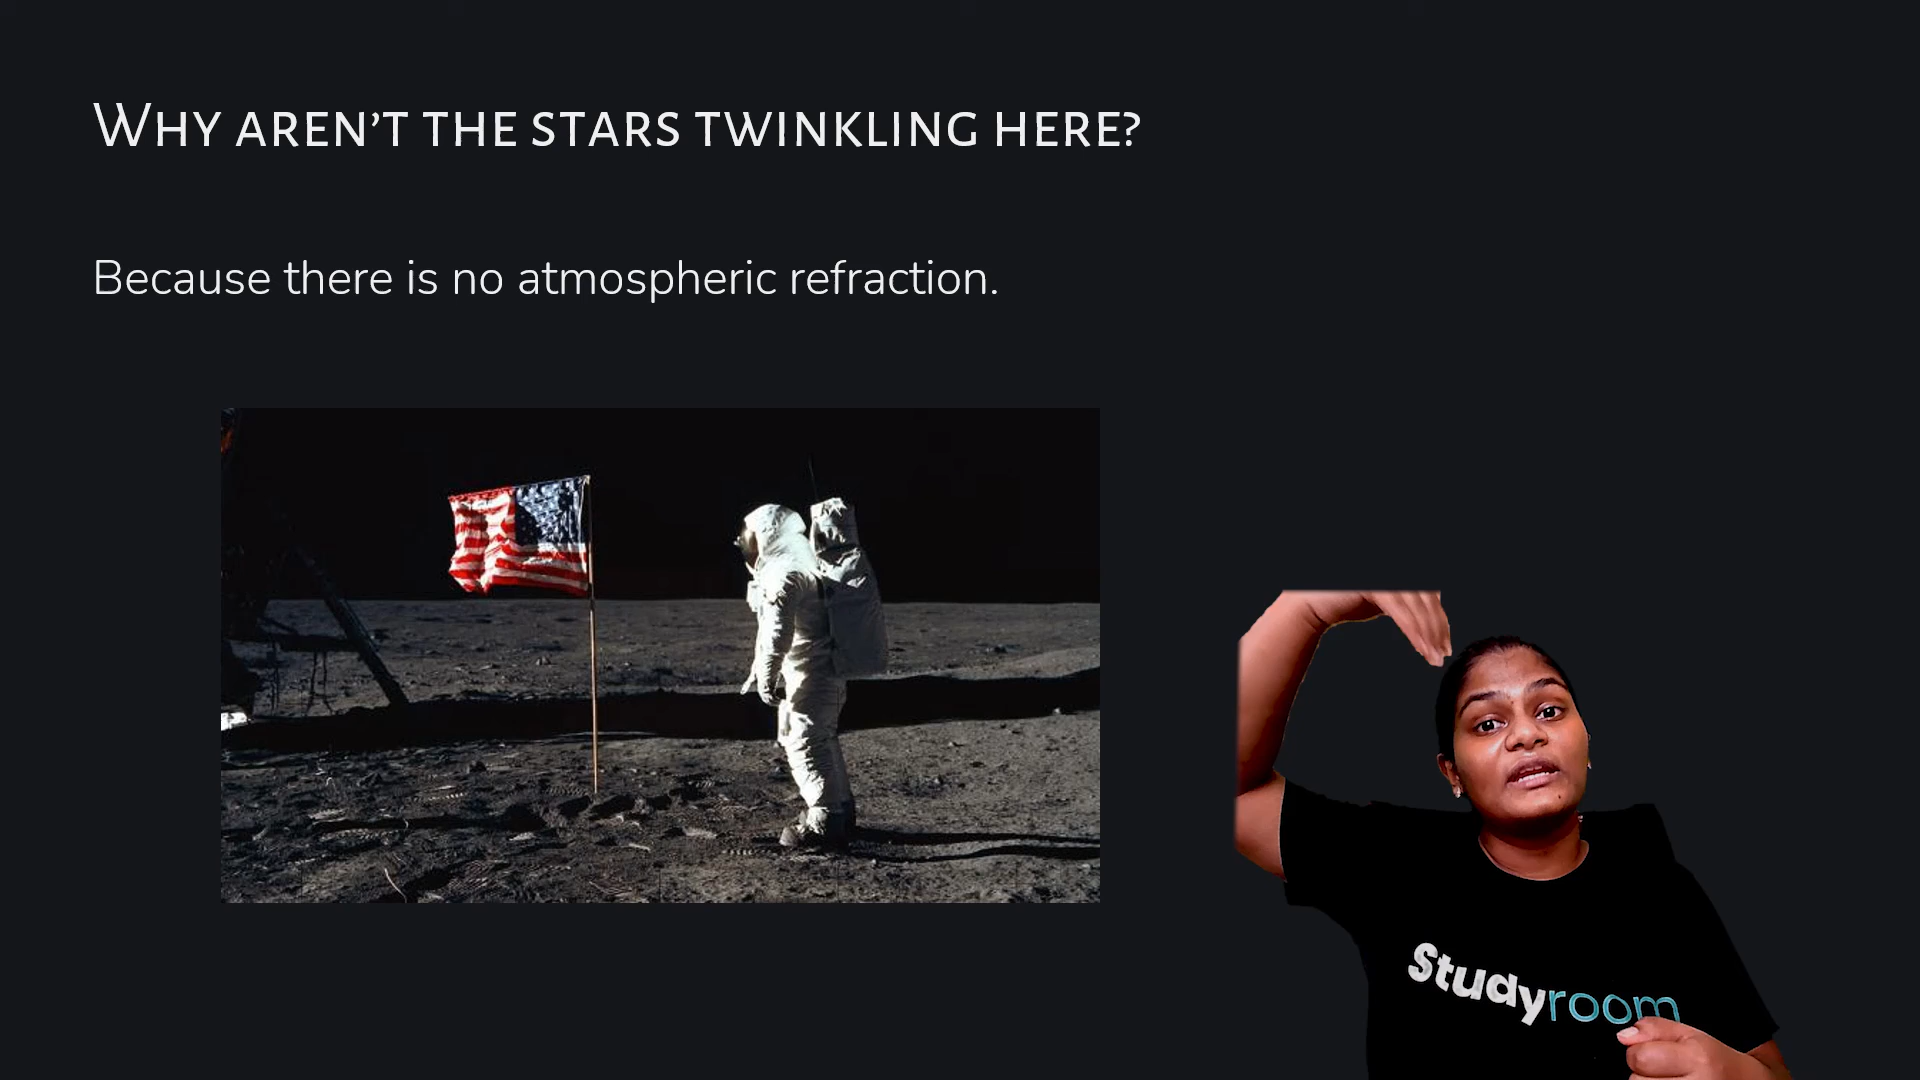 Why aren’t the stars twinkling here?
Because there is no atmospheric refraction.
Studyroom